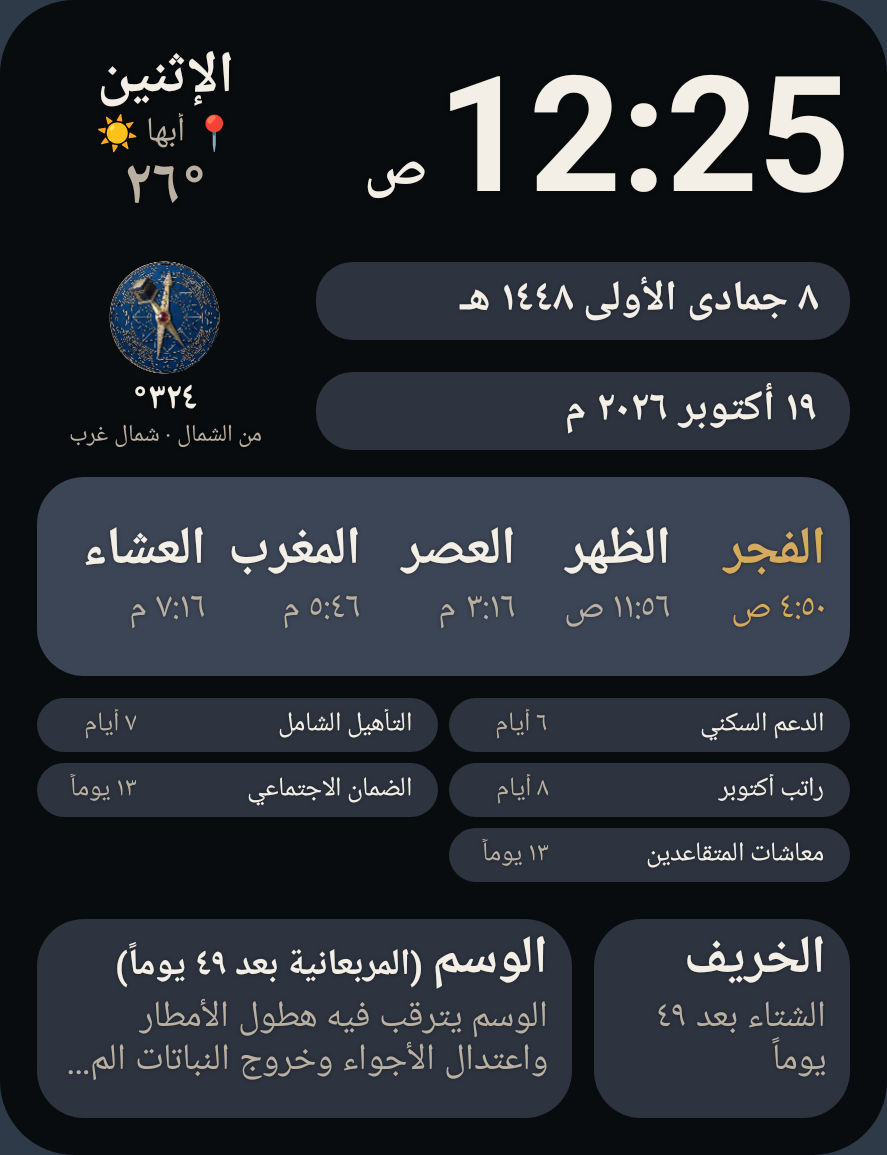 12:25 ص
الإثنين
📍 أبها ☀️
٢٦°
٨ جمادى الأولى ١٤٤٨ هـ
١٩ أكتوبر ٢٠٢٦ م
٣٢٤°
من الشمال · شمال غرب
الفجر الظهر العصر المغرب العشاء
٤:٥٠ ص ١١:٥٦ ص ٣:١٦ م ٥:٤٦ م ٧:١٦ م
الدعم السكني ٦ أيام
التأهيل الشامل ٧ أيام
راتب أكتوبر ٨ أيام
الضمان الاجتماعي ١٣ يوماً
معاشات المتقاعدين ١٣ يوماً
الخريف
الشتاء بعد ٤٩
يوماً
الوسم (المربعانية بعد ٤٩ يوماً)
الوسم يترقب فيه هطول الأمطار
واعتدال الأجواء وخروج النباتات الم...